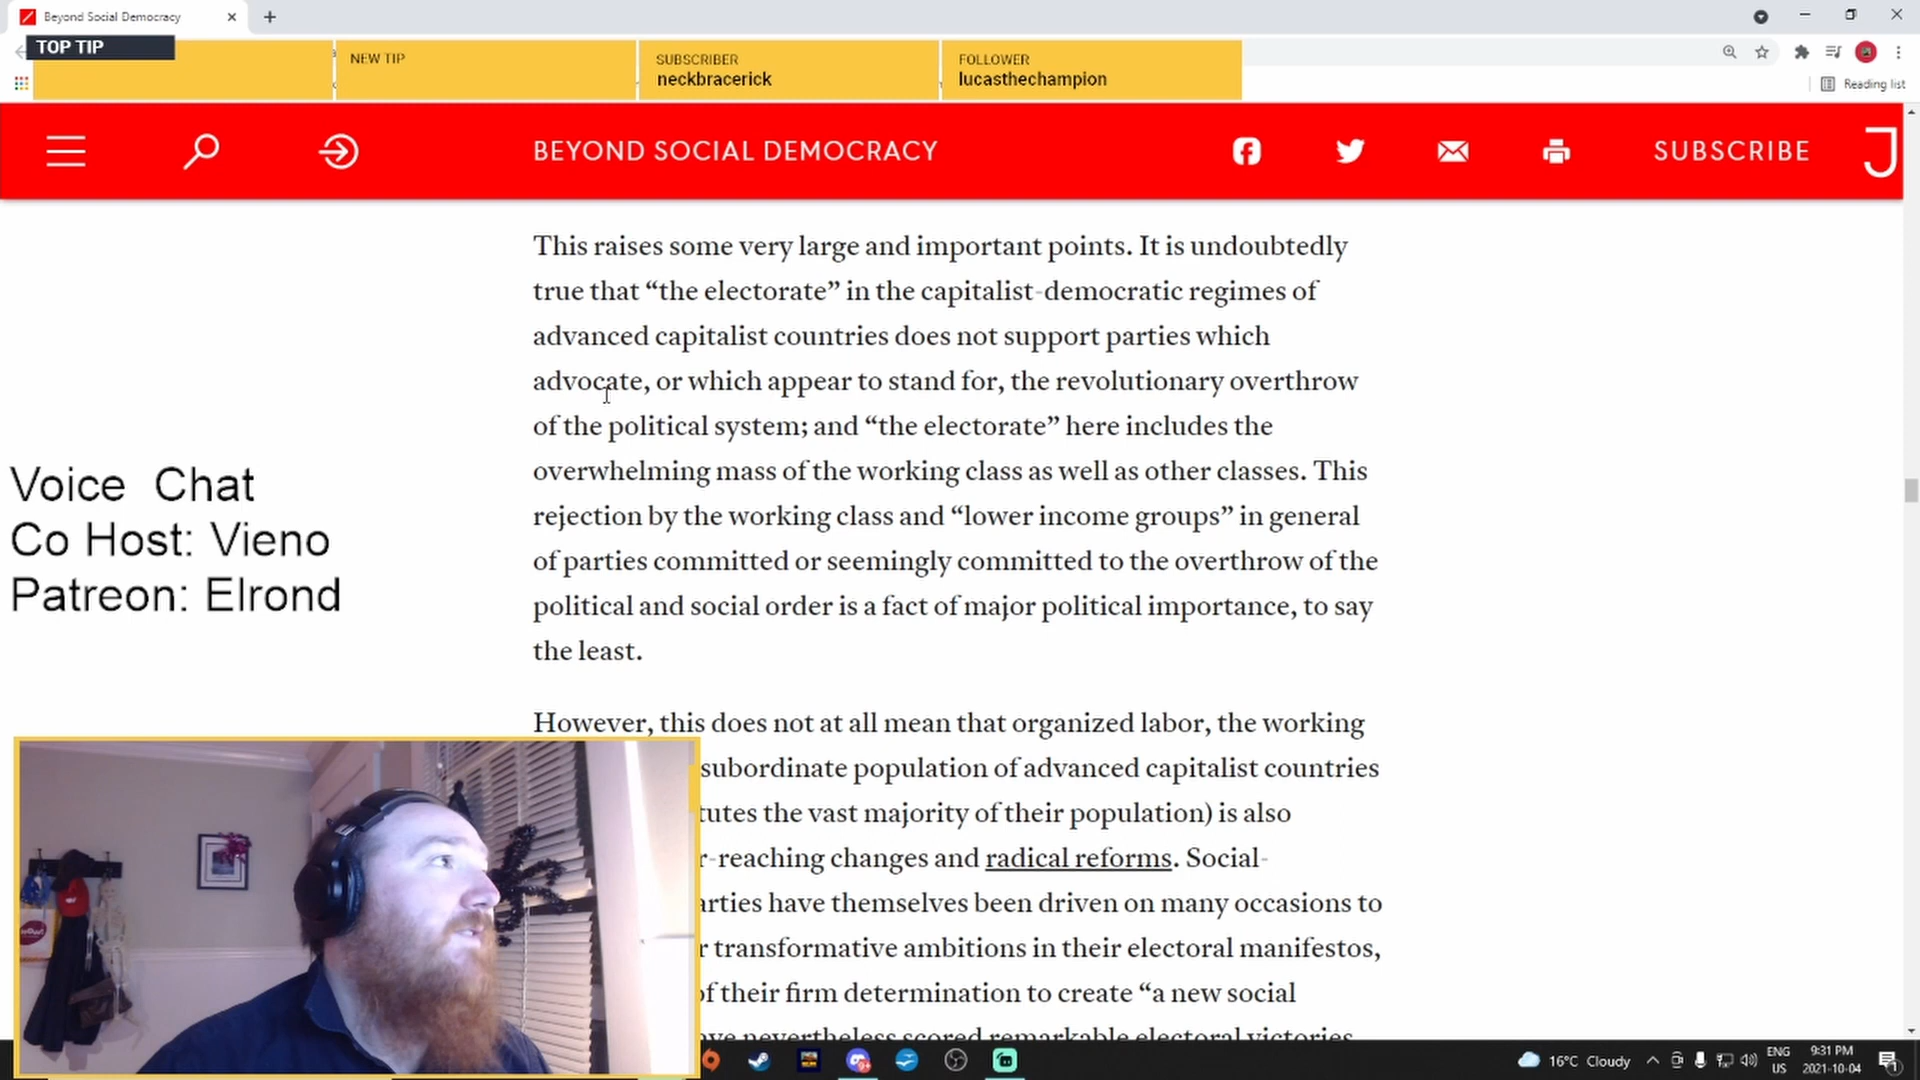 Beyond Social Democracy
TOP TIP
NEW TIP
SUBSCRIBER
neckbracerick
FOLLOWER
lucasthechampion
Reading list
BEYOND SOCIAL DEMOCRACY
SUBSCRIBE
J
This raises some very large and important points. It is undoubtedly
true that “the electorate” in the capitalist-democratic regimes of
advanced capitalist countries does not support parties which
advocate, or which appear to stand for, the revolutionary overthrow
of the political system; and “the electorate” here includes the
overwhelming mass of the working class as well as other classes. This
rejection by the working class and “lower income groups” in general
of parties committed or seemingly committed to the overthrow of the
political and social order is a fact of major political importance, to say
the least.
However, this does not at all mean that organized labor, the working
subordinate population of advanced capitalist countries
tutes the vast majority of their population) is also
r-reaching changes and radical reforms. Social-
arties have themselves been driven on many occasions to
r transformative ambitions in their electoral manifestos,
of their firm determination to create “a new social
ve nevertheless scored remarkable electoral victories
Voice Chat
Co Host: Vieno
Patreon: Elrond
16°C Cloudy
ENG
US
9:31 PM
2021-10-04
1